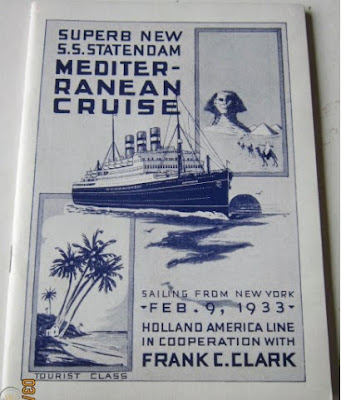 SUPERB NEW
S.S. STATENDAM
MEDITER-
RANEAN
CRUISE
SAILING FROM NEW YORK
-FEB. 9, 1933-
HOLLAND AMERICA LINE
IN COOPERATION WITH
FRANK C. CLARK
TOURIST CLASS